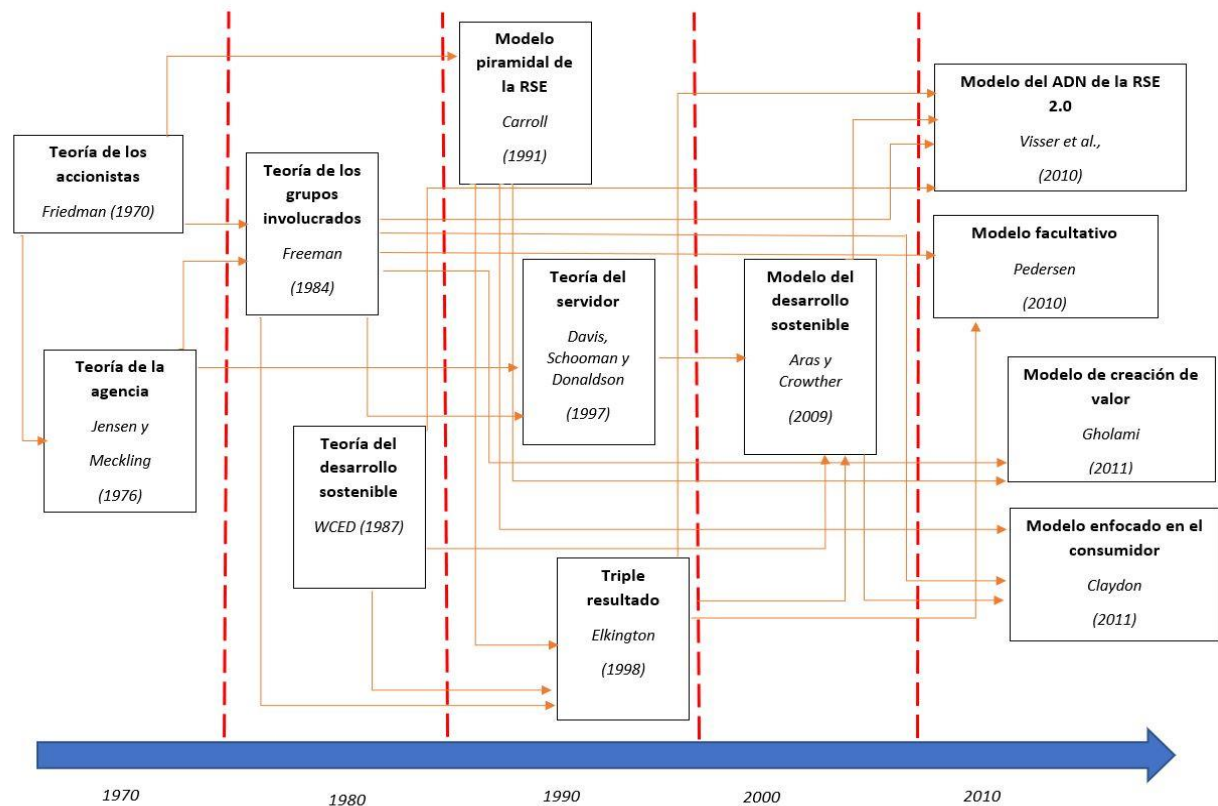 Teoría de los
accionistas
Friedman (1970)
Teoría de la
agencia
Jensen y
Meckling
(1976)
Teoría de los
grupos
involucrados
Freeman
(1984)
Teoría del
desarrollo
sostenible
WCED (1987)
Modelo
piramidal de
la RSE
Carroll
(1991)
Teoría del
servidor
Davis,
Schooman y
Donaldson
(1997)
Triple
resultado
Elkington
(1998)
Modelo del
desarrollo
sostenible
Aras y
Crowther
(2009)
Modelo del ADN de la RSE
2.0
Visser et al.,
(2010)
Modelo facultativo
Pedersen
(2010)
Modelo de creación de
valor
Gholami
(2011)
Modelo enfocado en el
consumidor
Claydon
(2011)
1970
1980
1990
2000
2010